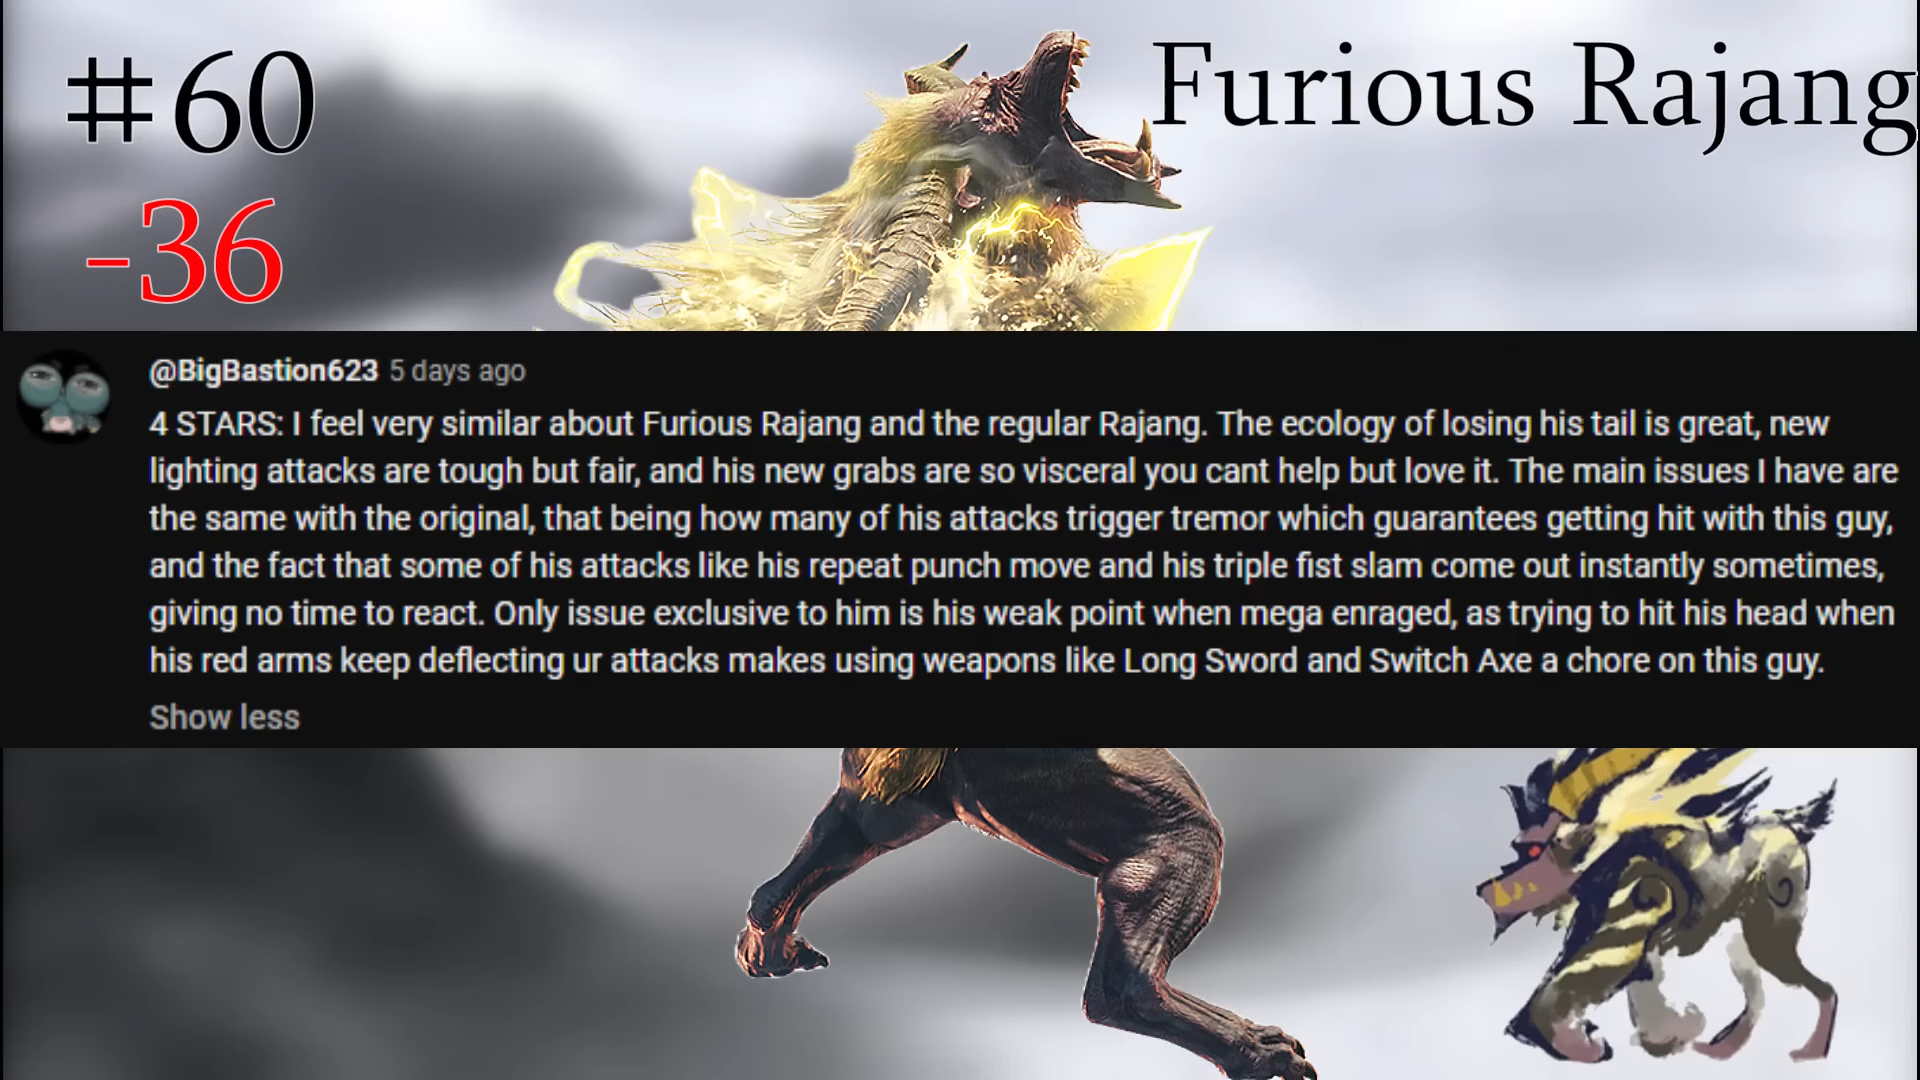 #60
Furious Rajang
-36
@BigBastion623 5 days ago
4 STARS: I feel very similar about Furious Rajang and the regular Rajang. The ecology of losing his tail is great, new
lighting attacks are tough but fair, and his new grabs are so visceral you cant help but love it. The main issues I have are
the same with the original, that being how many of his attacks trigger tremor which guarantees getting hit with this guy,
and the fact that some of his attacks like his repeat punch move and his triple fist slam come out instantly sometimes,
giving no time to react. Only issue exclusive to him is his weak point when mega enraged, as trying to hit his head when
his red arms keep deflecting ur attacks makes using weapons like Long Sword and Switch Axe a chore on this guy.
Show less